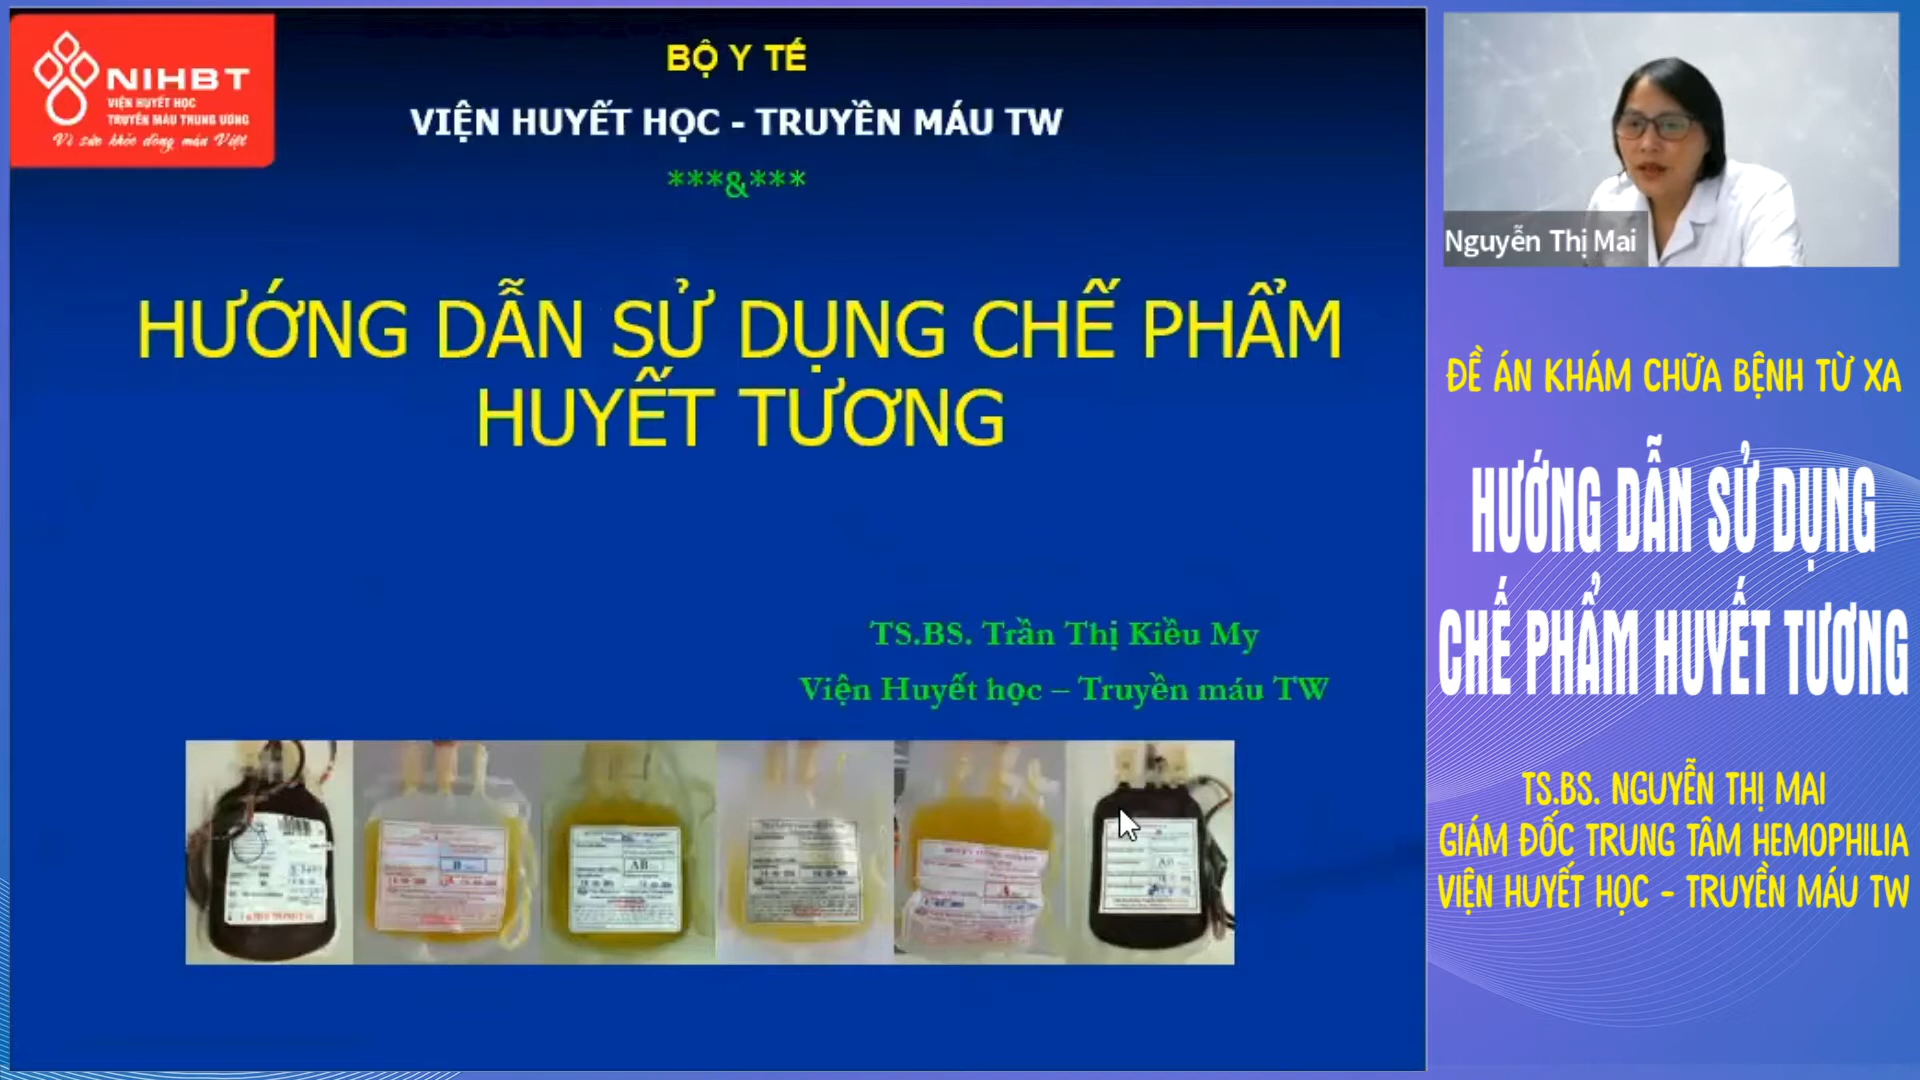 NIHBT
VIỆN HUYẾT HỌC
TRUYỀN MÁU TRUNG ƯƠNG
Vì sức khỏe dòng máu Việt
BỘ Y TẾ
VIỆN HUYẾT HỌC - TRUYỀN MÁU TW
***&***
HƯỚNG DẪN SỬ DỤNG CHẾ PHẨM
HUYẾT TƯƠNG
TS.BS. Trần Thị Kiều My
Viện Huyết học – Truyền máu TW
B
AB
A
AB
Nguyễn Thị Mai
ĐỀ ÁN KHÁM CHỮA BỆNH TỪ XA
HƯỚNG DẪN SỬ DỤNG
CHẾ PHẨM HUYẾT TƯƠNG
TS.BS. NGUYỄN THỊ MAI
GIÁM ĐỐC TRUNG TÂM HEMOPHILIA
VIỆN HUYẾT HỌC - TRUYỀN MÁU TW